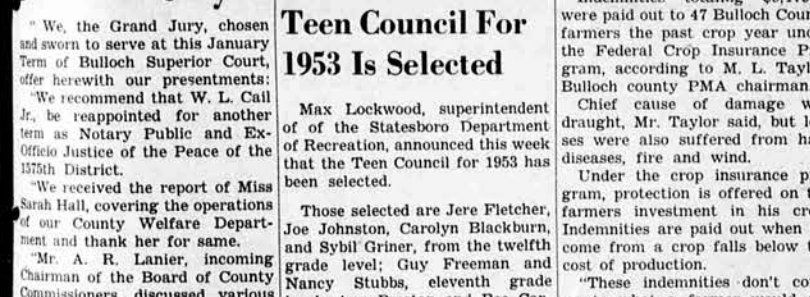 " We, the Grand Jury, chosen
and sworn to serve at this January
Term of Bulloch Superior Court,
offer herewith our presentments:
"We recommend that W. L. Cail
Jr., be reappointed for another
term as Notary Public and Ex-
Officio Justice of the Peace of the
1575th District.
"We received the report of Miss
Sarah Hall, covering the operations
of our County Welfare Depart-
ment and thank her for same.
"Mr. A. R. Lanier, incoming
Chairman of the Board of County
Commissioners discussed various
Teen Council For
1953 Is Selected
Max Lockwood, superintendent
of of the Statesboro Department
of Recreation, announced this week
that the Teen Council for 1953 has
been selected.
Those selected are Jere Fletcher,
Joe Johnston, Carolyn Blackburn,
and Sybil Griner, from the twelfth
grade level; Guy Freeman and
Nancy Stubbs, eleventh grade
were paid out to 47 Bulloch
farmers the past crop year
the Federal Crop Insurance
gram, according to M. L.
Bulloch county PMA chairman
Chief cause of damage
draught, Mr. Taylor said, but
ses were also suffered from
diseases, fire and wind.
Under the crop insurance
gram, protection is offered on
farmers investment in his
Indemnities are paid out when
come from a crop falls below
cost of production.
"These indemnities don't